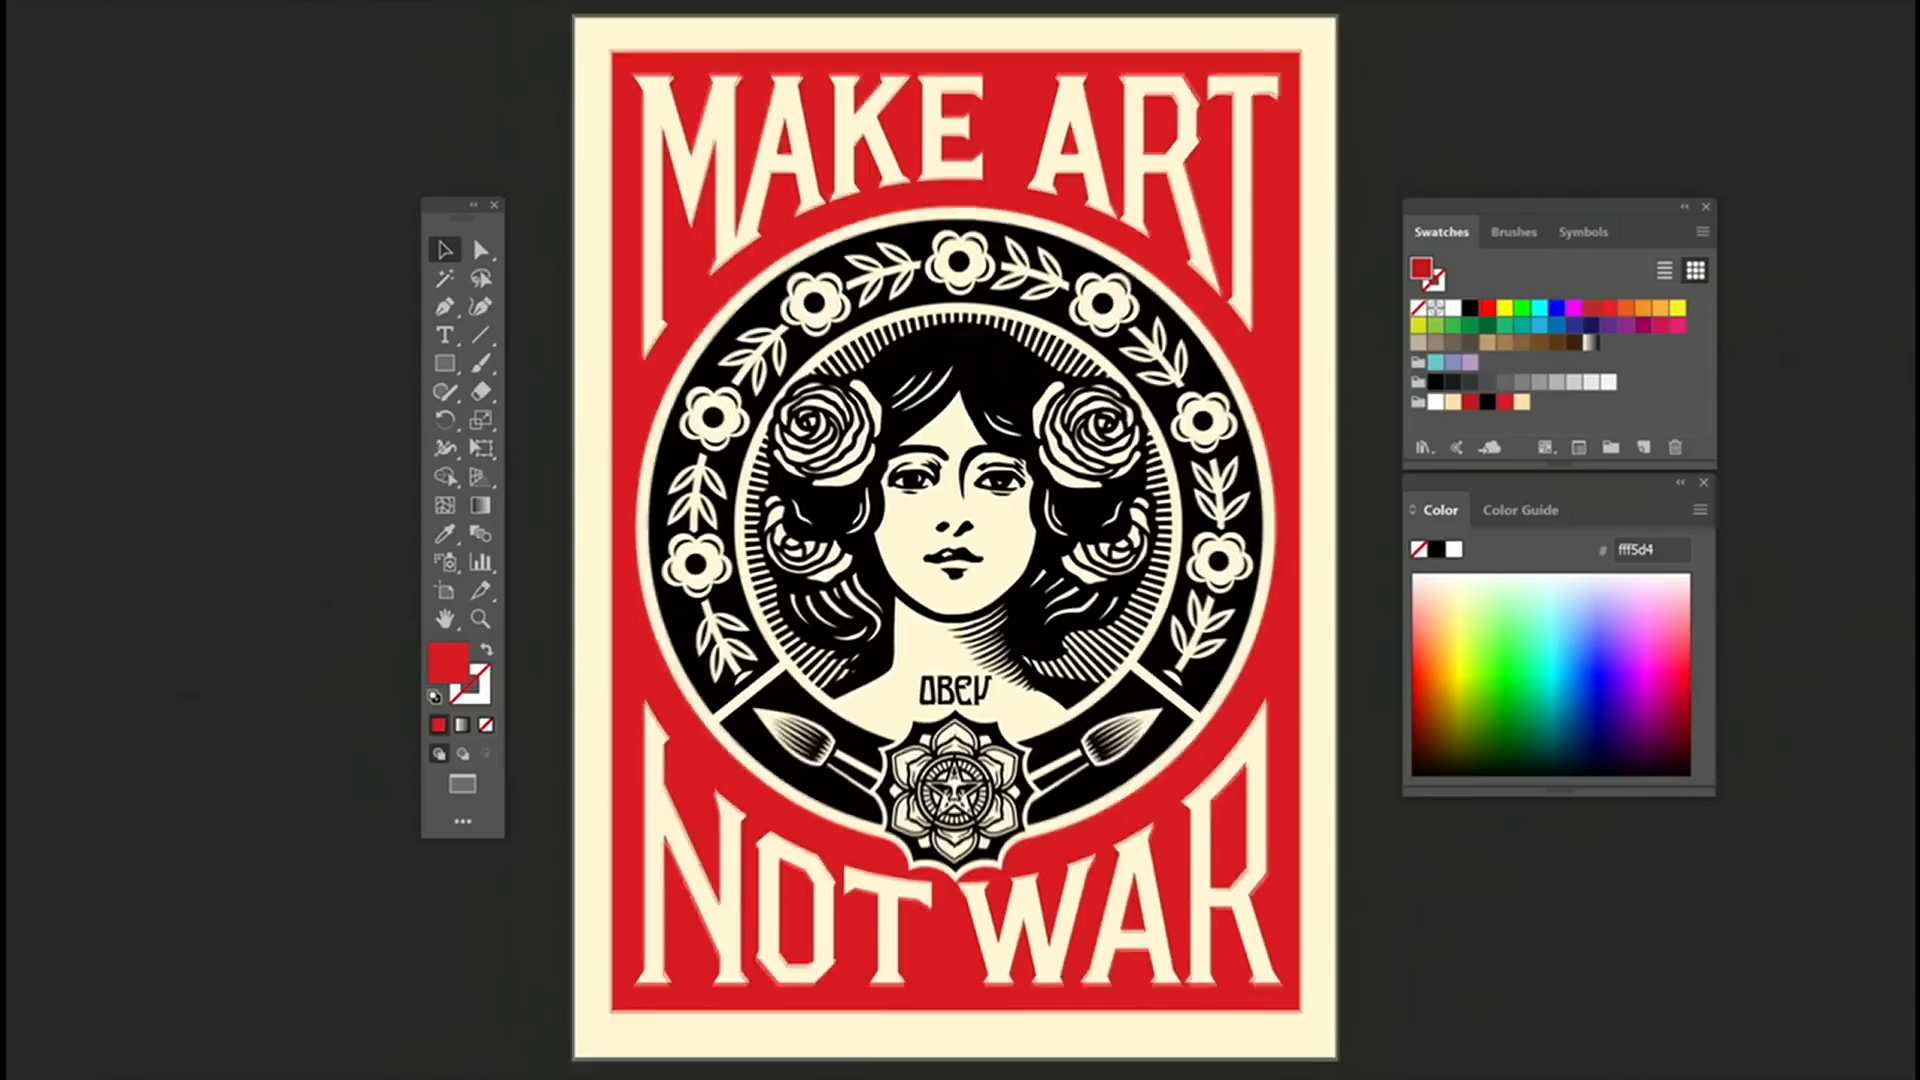 MAKE ART
OBEY
NOT WAR
Swatches
Brushes
Symbols
Color
Color Guide
# fff5d4